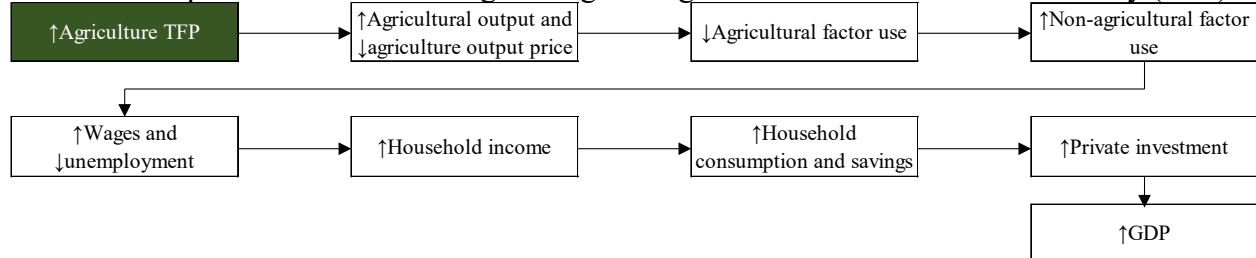 ↑Agriculture TFP
↑Agricultural output and
↓agriculture output price
↓Agricultural factor use
↑Non-agricultural factor
use
↑Wages and
↓unemployment
↑Household income
↑Household
consumption and savings
↑Private investment
↑GDP